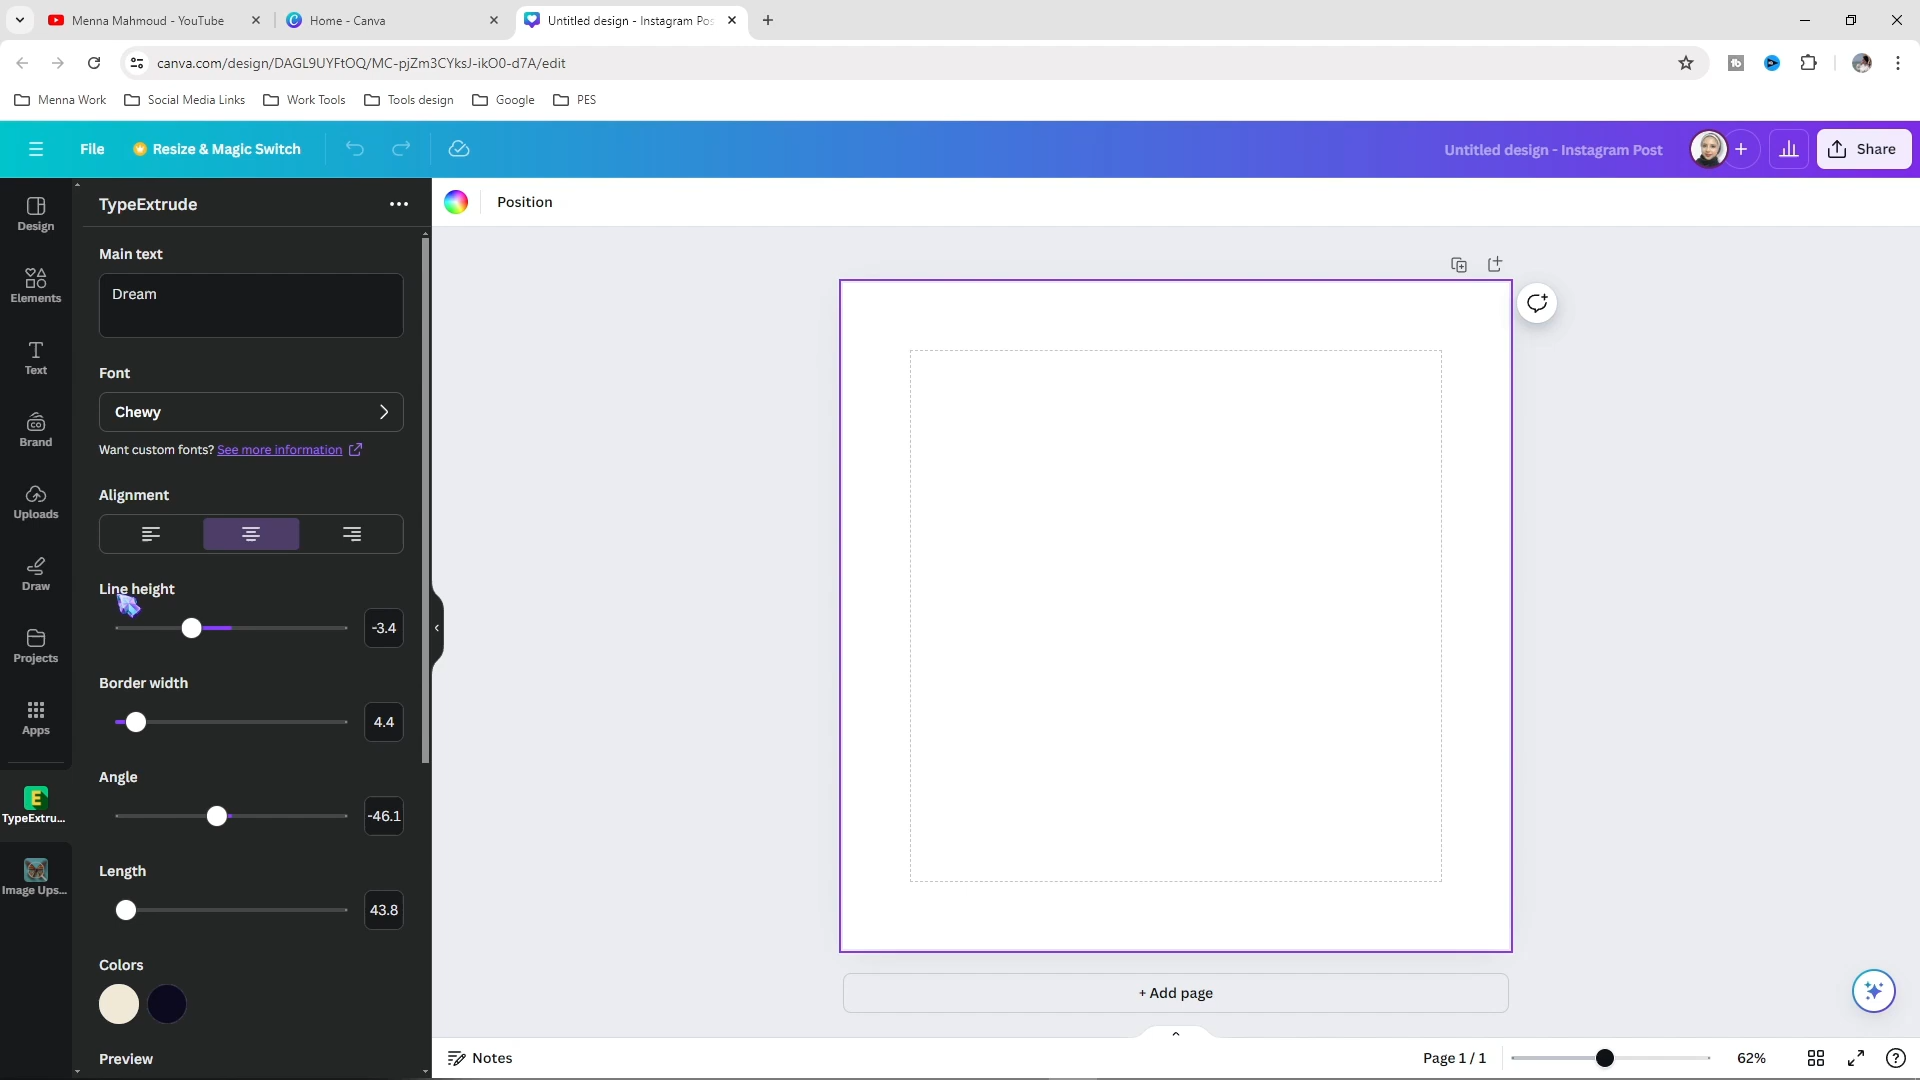 Menna Mahmoud - YouTube
Home - Canva
Untitled design - Instagram Pos
canva.com/design/DAGL9UYFtOQ/MC-pjZm3CYksJ-ikO0-d7A/edit
Menna Work
Social Media Links
Work Tools
Tools design
Google
PES
File
Resize & Magic Switch
Untitled design - Instagram Post
Share
Design
Elements
Text
Brand
Uploads
Draw
Projects
Apps
TypeExtru...
Image Ups...
TypeExtrude
Main text
Dream
Font
Chewy
Want custom fonts? See more information
Alignment
Line height
-3.4
Border width
4.4
Angle
-46.1
Length
43.8
Colors
Preview
Position
+ Add page
Notes
Page 1 / 1
62%